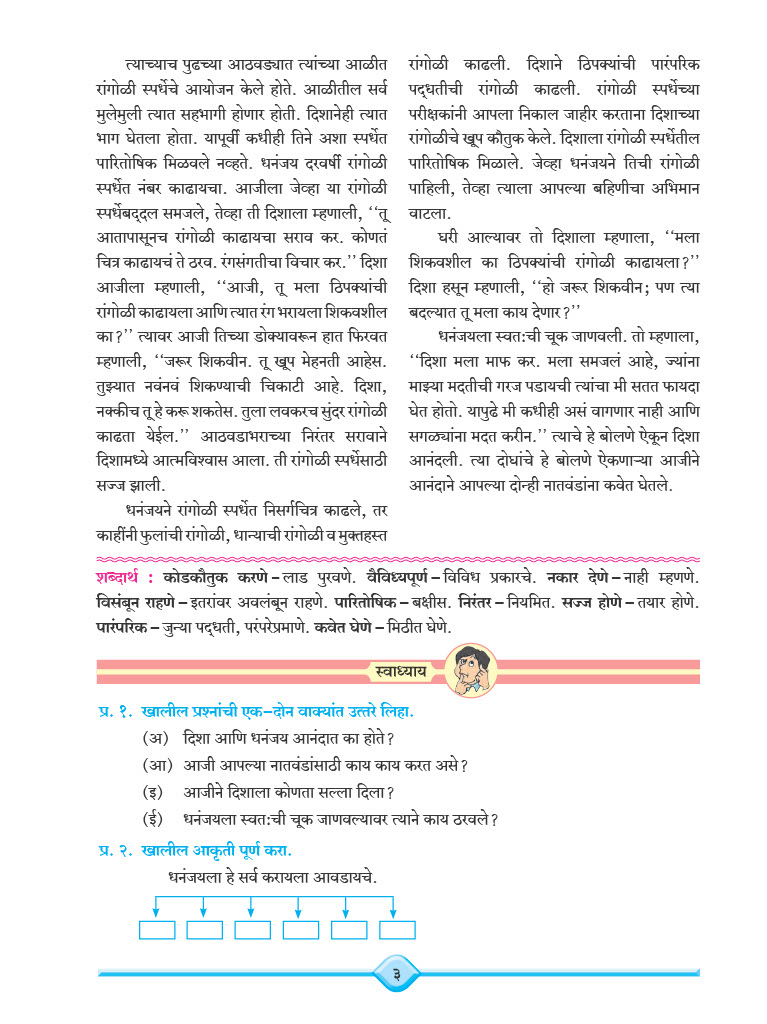 त्याच्याच पुढच्या आठवड्यात त्यांच्या आळीत
रांगोळी स्पर्धेचे आयोजन केले होते. आळीतील सर्व
मुलेमुली त्यात सहभागी होणार होती. दिशानेही त्यात
भाग घेतला होता. यापूर्वी कधीही तिने अशा स्पर्धेत
पारितोषिक मिळवले नव्हते. धनंजय दरवर्षी रांगोळी
स्पर्धेत नंबर काढायचा. आजीला जेव्हा या रांगोळी
स्पर्धेबद्दल समजले, तेव्हा ती दिशाला म्हणाली, ‘‘तू
आतापासूनच रांगोळी काढायचा सराव कर. कोणतं
चित्र काढायचं ते ठरव. रंगसंगतीचा विचार कर.’’ दिशा
आजीला म्हणाली, ‘‘आजी, तू मला ठिपक्यांची
रांगोळी काढायला आणि त्यात रंग भरायला शिकवशील
का?’’ त्यावर आजी तिच्या डोक्यावरून हात फिरवत
म्हणाली, ‘‘जरूर शिकवीन. तू खूप मेहनती आहेस.
तुझ्यात नवंनवं शिकण्याची चिकाटी आहे. दिशा,
नक्कीच तू हे करू शकतेस. तुला लवकरच सुंदर रांगोळी
काढता येईल.’’ आठवडाभराच्या निरंतर सरावाने
दिशामध्ये आत्मविश्वास आला. ती रांगोळी स्पर्धेसाठी
सज्ज झाली.
धनंजयने रांगोळी स्पर्धेत निसर्गचित्र काढले, तर
काहींनी फुलांची रांगोळी, धान्याची रांगोळी व मुक्तहस्त
रांगोळी काढली. दिशाने ठिपक्यांची पारंपरिक
पद्धतीची रांगोळी काढली. रांगोळी स्पर्धेच्या
परीक्षकांनी आपला निकाल जाहीर करताना दिशाच्या
रांगोळीचे खूप कौतुक केले. दिशाला रांगोळी स्पर्धेतील
पारितोषिक मिळाले. जेव्हा धनंजयने तिची रांगोळी
पाहिली, तेव्हा त्याला आपल्या बहिणीचा अभिमान
वाटला.
घरी आल्यावर तो दिशाला म्हणाला, ‘‘मला
शिकवशील का ठिपक्यांची रांगोळी काढायला?’’
दिशा हसून म्हणाली, ‘‘हो जरूर शिकवीन; पण त्या
बदल्यात तू मला काय देणार?’’
धनंजयला स्वत:ची चूक जाणवली. तो म्हणाला,
‘‘दिशा मला माफ कर. मला समजलं आहे, ज्यांना
माझ्या मदतीची गरज पडायची त्यांचा मी सतत फायदा
घेत होतो. यापुढे मी कधीही असं वागणार नाही आणि
सगळ्यांना मदत करीन.’’ त्याचे हे बोलणे ऐकून दिशा
आनंदली. त्या दोघांचे हे बोलणे ऐकणाऱ्या आजीने
आनंदाने आपल्या दोन्ही नातवंडांना कवेत घेतले.
शब्दार्थ : कोडकौतुक करणे – लाड पुरवणे. वैविध्यपूर्ण – विविध प्रकारचे. नकार देणे – नाही म्हणणे.
विसंबून राहणे – इतरांवर अवलंबून राहणे. पारितोषिक – बक्षीस. निरंतर – नियमित. सज्ज होणे – तयार होणे.
पारंपरिक – जुन्या पद्धती, परंपरेप्रमाणे. कवेत घेणे – मिठीत घेणे.
स्वाध्याय
प्र. १. खालील प्रश्नांची एक-दोन वाक्यांत उत्तरे लिहा.
(अ) दिशा आणि धनंजय आनंदात का होते?
(आ) आजी आपल्या नातवंडांसाठी काय काय करत असे?
(इ) आजीने दिशाला कोणता सल्ला दिला?
(ई) धनंजयला स्वत:ची चूक जाणवल्यावर त्याने काय ठरवले?
प्र. २. खालील आकृती पूर्ण करा.
धनंजयला हे सर्व करायला आवडायचे.
३